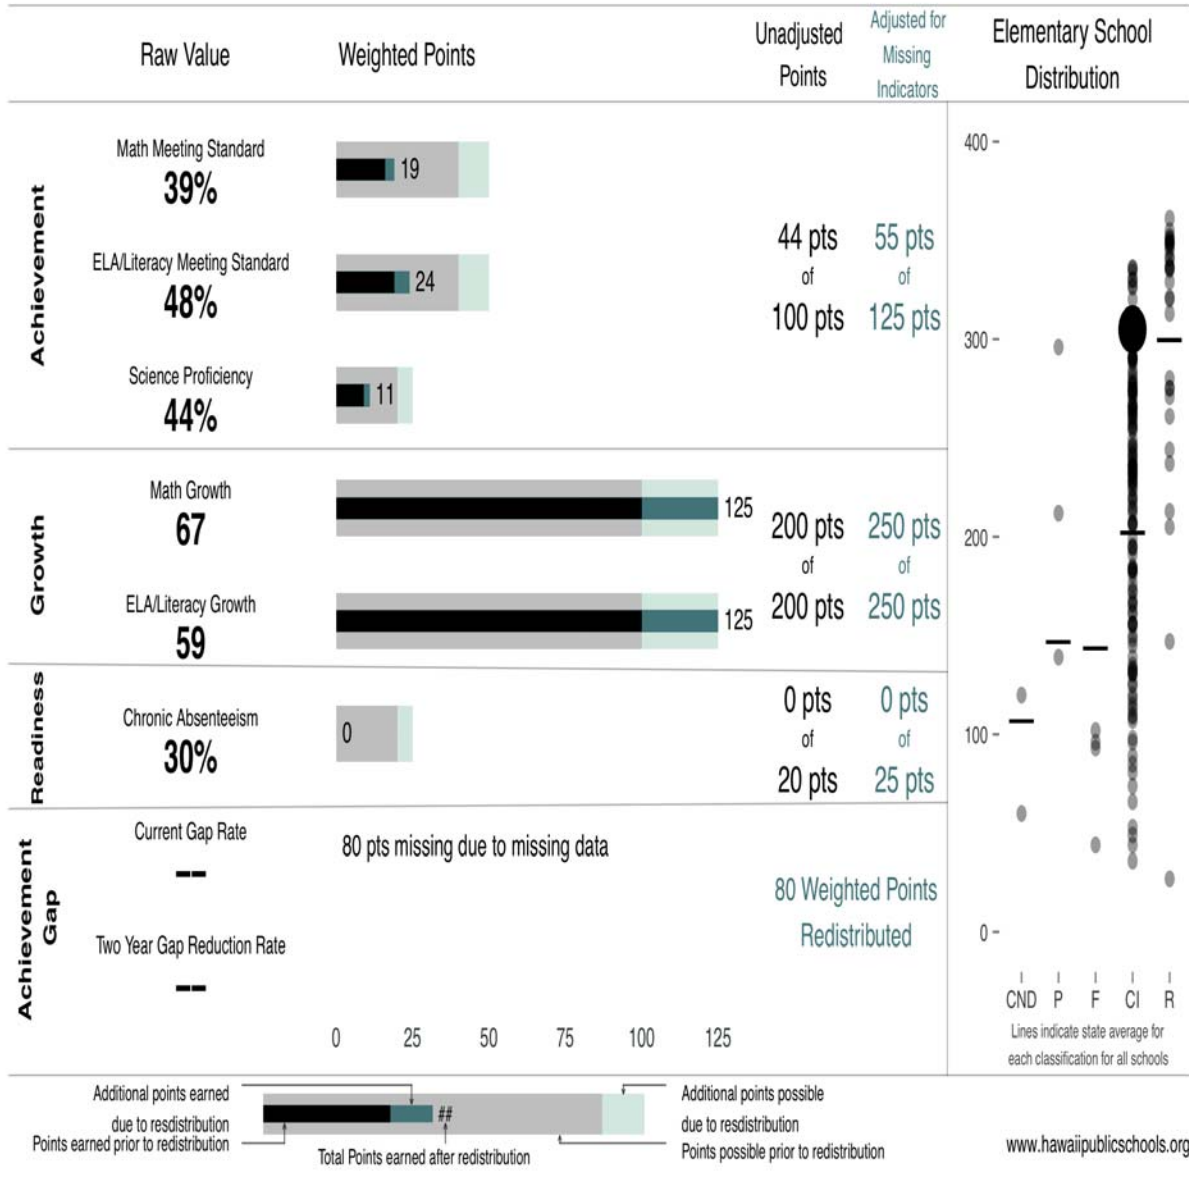 Raw Value
Weighted Points
Unadjusted
Points
Adjusted for
Missing
Indicators
Elementary School
Distribution
Achievement
Math Meeting Standard
39%
19
ELA/Literacy Meeting Standard
48%
24
Science Proficiency
44%
11
44 pts
of
100 pts
55 pts
of
125 pts
Growth
Math Growth
67
125
ELA/Literacy Growth
59
125
200 pts
of
200 pts
250 pts
of
250 pts
Readiness
Chronic Absenteeism
30%
0
0 pts
of
20 pts
0 pts
of
25 pts
Achievement
Gap
Current Gap Rate
--
80 pts missing due to missing data
Two Year Gap Reduction Rate
--
80 Weighted Points
Redistributed
0 25 50 75 100 125
400
300
200
100
0
CND P F CI R
Lines indicate state average for
each classification for all schools
Additional points earned
due to resdistribution
Points earned prior to redistribution
##
Total Points earned after redistribution
Additional points possible
due to resdistribution
Points possible prior to redistribution
www.hawaiipublicschools.org